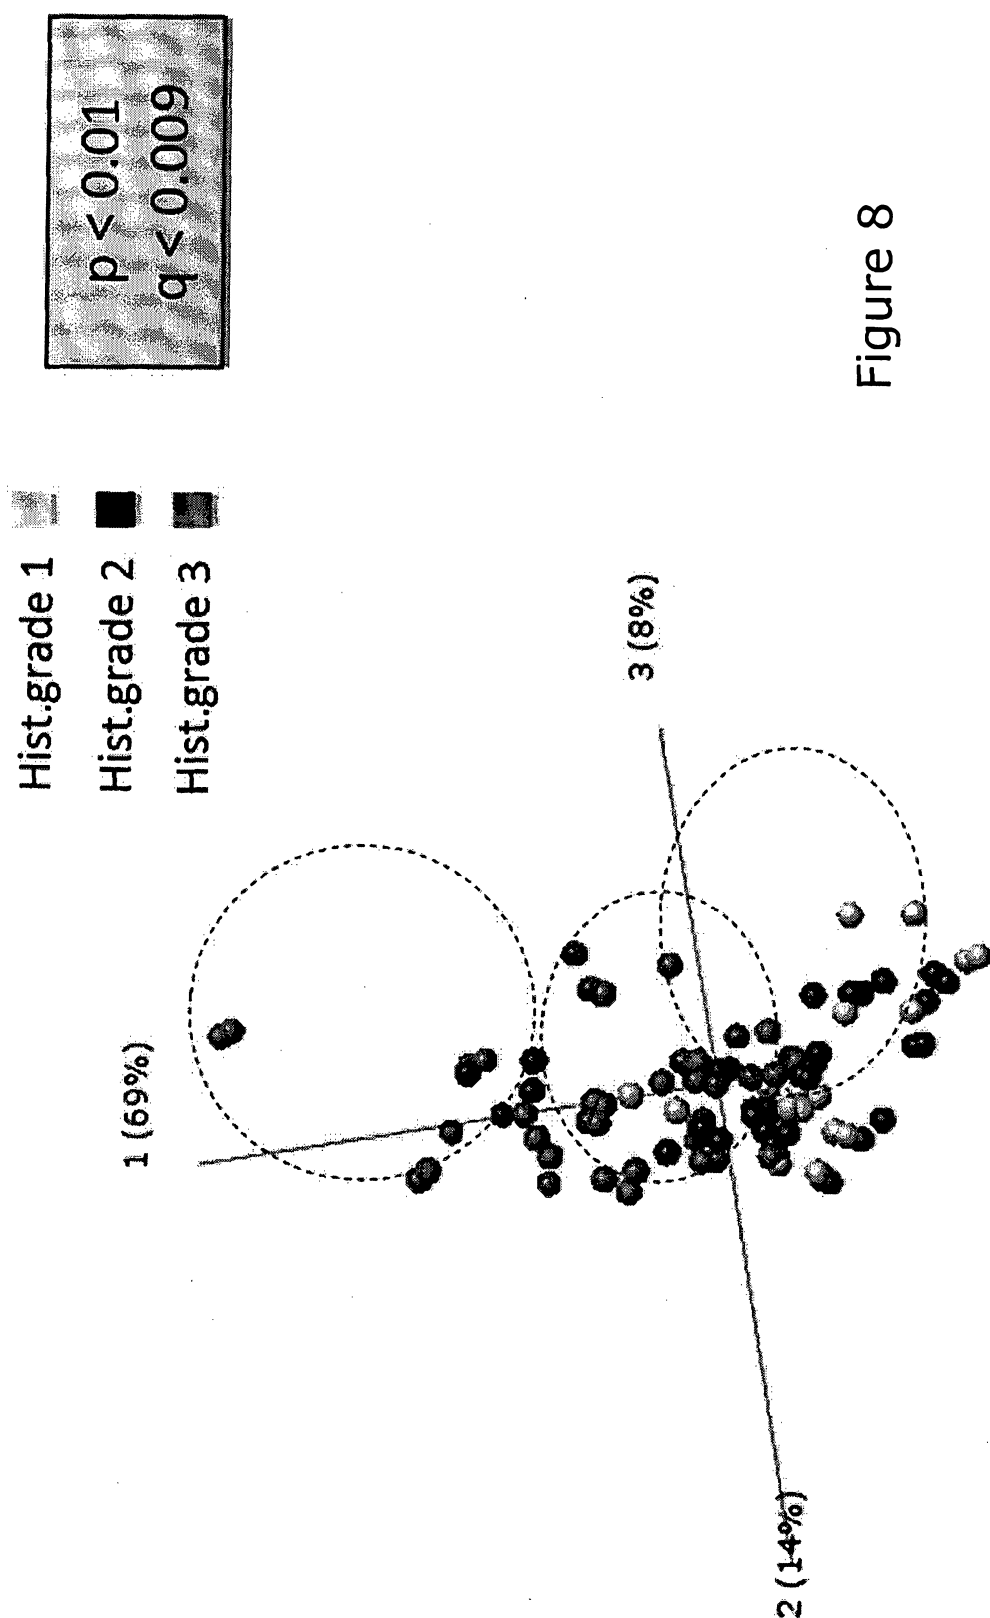 p < 0.01
q < 0.009
Hist.grade 1
Hist.grade 2
Hist.grade 3
1 (69%)
3 (8%)
2 (14%)
Figure 8